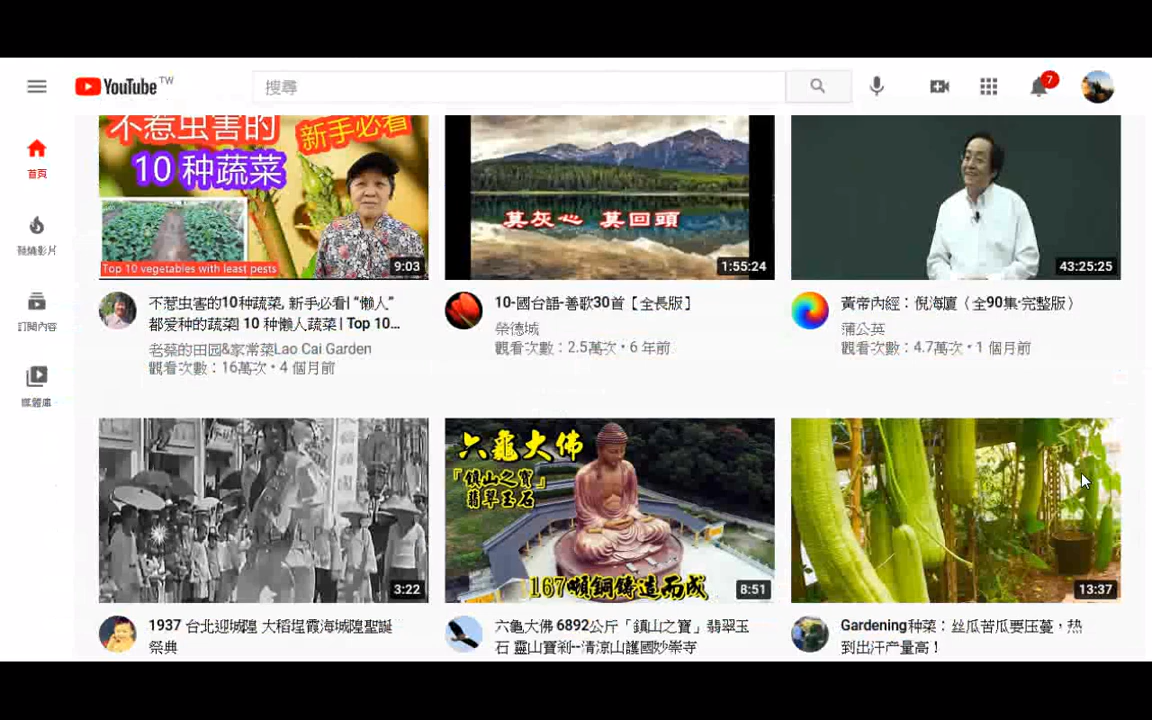 YouTube TW
搜尋
7
首頁
發燒影片
訂閱內容
媒體庫
不惹虫害的
新手必看
10 种蔬菜
Top 10 vegetables with least pests
9:03
莫灰心 莫回頭
1:55:24
43:25:25
不惹虫害的10种蔬菜, 新手必看| “懒人”
都爱种的蔬菜| 10 种懒人蔬菜 | Top 10...
老蔡的田园&家常菜Lao Cai Garden
觀看次數：16萬次 • 4 個月前
10-國台語-善歌30首【全長版】
榮德城
觀看次數：2.5萬次 • 6 年前
黃帝內經：倪海廈（全90集·完整版）
蒲公英
觀看次數：4.7萬次 • 1 個月前
3:22
六龜大佛
「鎮山之寶」
翡翠玉石
167噸銅鑄造而成
8:51
13:37
1937 台北迎城隍 大稻埕霞海城隍聖誕
祭典
六龜大佛 6892公斤「鎮山之寶」翡翠玉
石 靈山寶剎--清涼山護國妙崇寺
Gardening种菜：丝瓜苦瓜要压蔓，热
到出汗产量高！